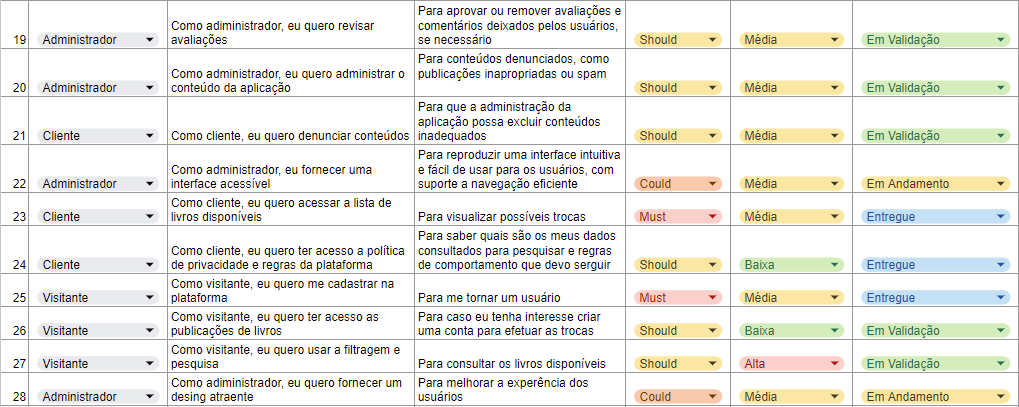 19 Administrador Como adiministrador, eu quero revisar avaliações Para aprovar ou remover avaliações e comentários deixados pelos usuários, se necessário Should Média Em Validação
20 Administrador Como administrador, eu quero administrar o conteúdo da aplicação Para conteúdos denunciados, como publicações inapropriadas ou spam Should Média Em Validação
21 Cliente Como cliente, eu quero denunciar conteúdos Para que a administração da aplicação possa excluir conteúdos inadequados Should Média Em Validação
22 Administrador Como administrador, eu fornecer uma interface acessível Para reproduzir uma interface intuitiva e fácil de usar para os usuários, com suporte a navegação eficiente Could Média Em Andamento
23 Cliente Como cliente, eu quero acessar a lista de livros disponíveis Para visualizar possíveis trocas Must Média Entregue
24 Cliente Como cliente, eu quero ter acesso a política de privacidade e regras da plataforma Para saber quais são os meus dados consultados para pesquisar e regras de comportamento que devo serguir Should Baixa Entregue
25 Visitante Como visitante, eu quero me cadastrar na plataforma Para me tornar um usuário Must Média Entregue
26 Visitante Como visitante, eu quero ter acesso as publicações de livros Para caso eu tenha interesse criar uma conta para efetuar as trocas Should Baixa Em Validação
27 Visitante Como visitante, eu quero usar a filtragem e pesquisa Para consultar os livros disponíveis Should Alta Em Validação
28 Administrador Como adiministrador, eu quero fornecer um desing atraente Para melhorar a experência dos usuários Could Média Em Andamento